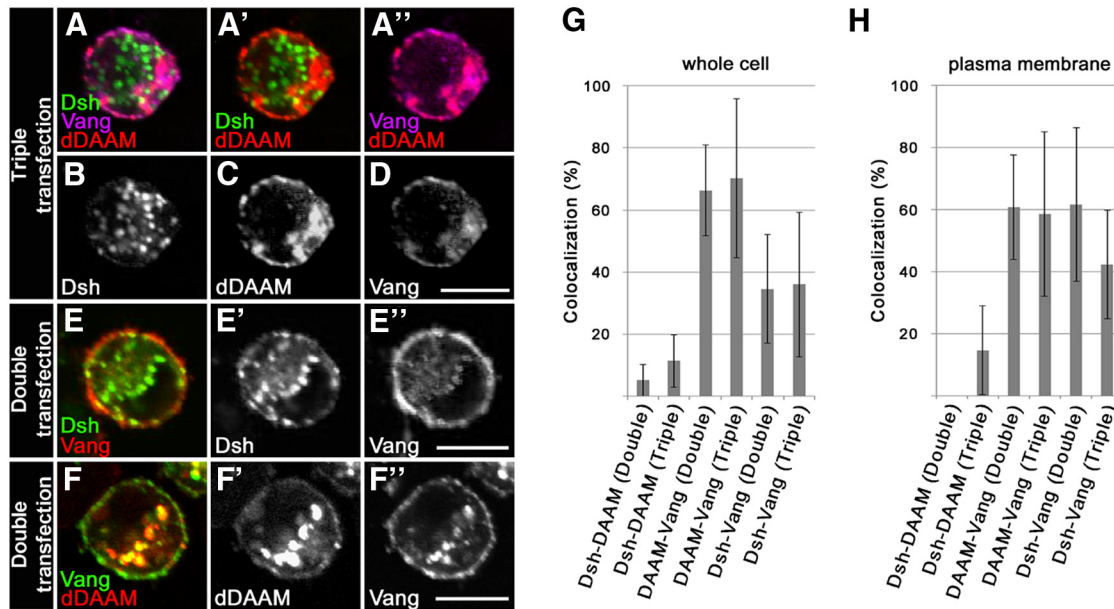 Triple transfection
A
Dsh
Vang
dDAAM
A'
Dsh
dDAAM
A''
Vang
dDAAM
B
Dsh
C
dDAAM
D
Vang
Double transfection
E
Dsh
Vang
E'
Dsh
E''
Vang
Double transfection
F
Vang
dDAAM
F'
dDAAM
F''
Vang
G
whole cell
Colocalization (%)
100
80
60
40
20
Dsh-DAAM (Double)
Dsh-DAAM (Triple)
DAAM-Vang (Double)
DAAM-Vang (Triple)
Dsh-Vang (Double)
Dsh-Vang (Triple)
H
plasma membrane
Colocalization (%)
100
80
60
40
20
Dsh-DAAM (Double)
Dsh-DAAM (Triple)
DAAM-Vang (Double)
DAAM-Vang (Triple)
Dsh-Vang (Double)
Dsh-Vang (Triple)